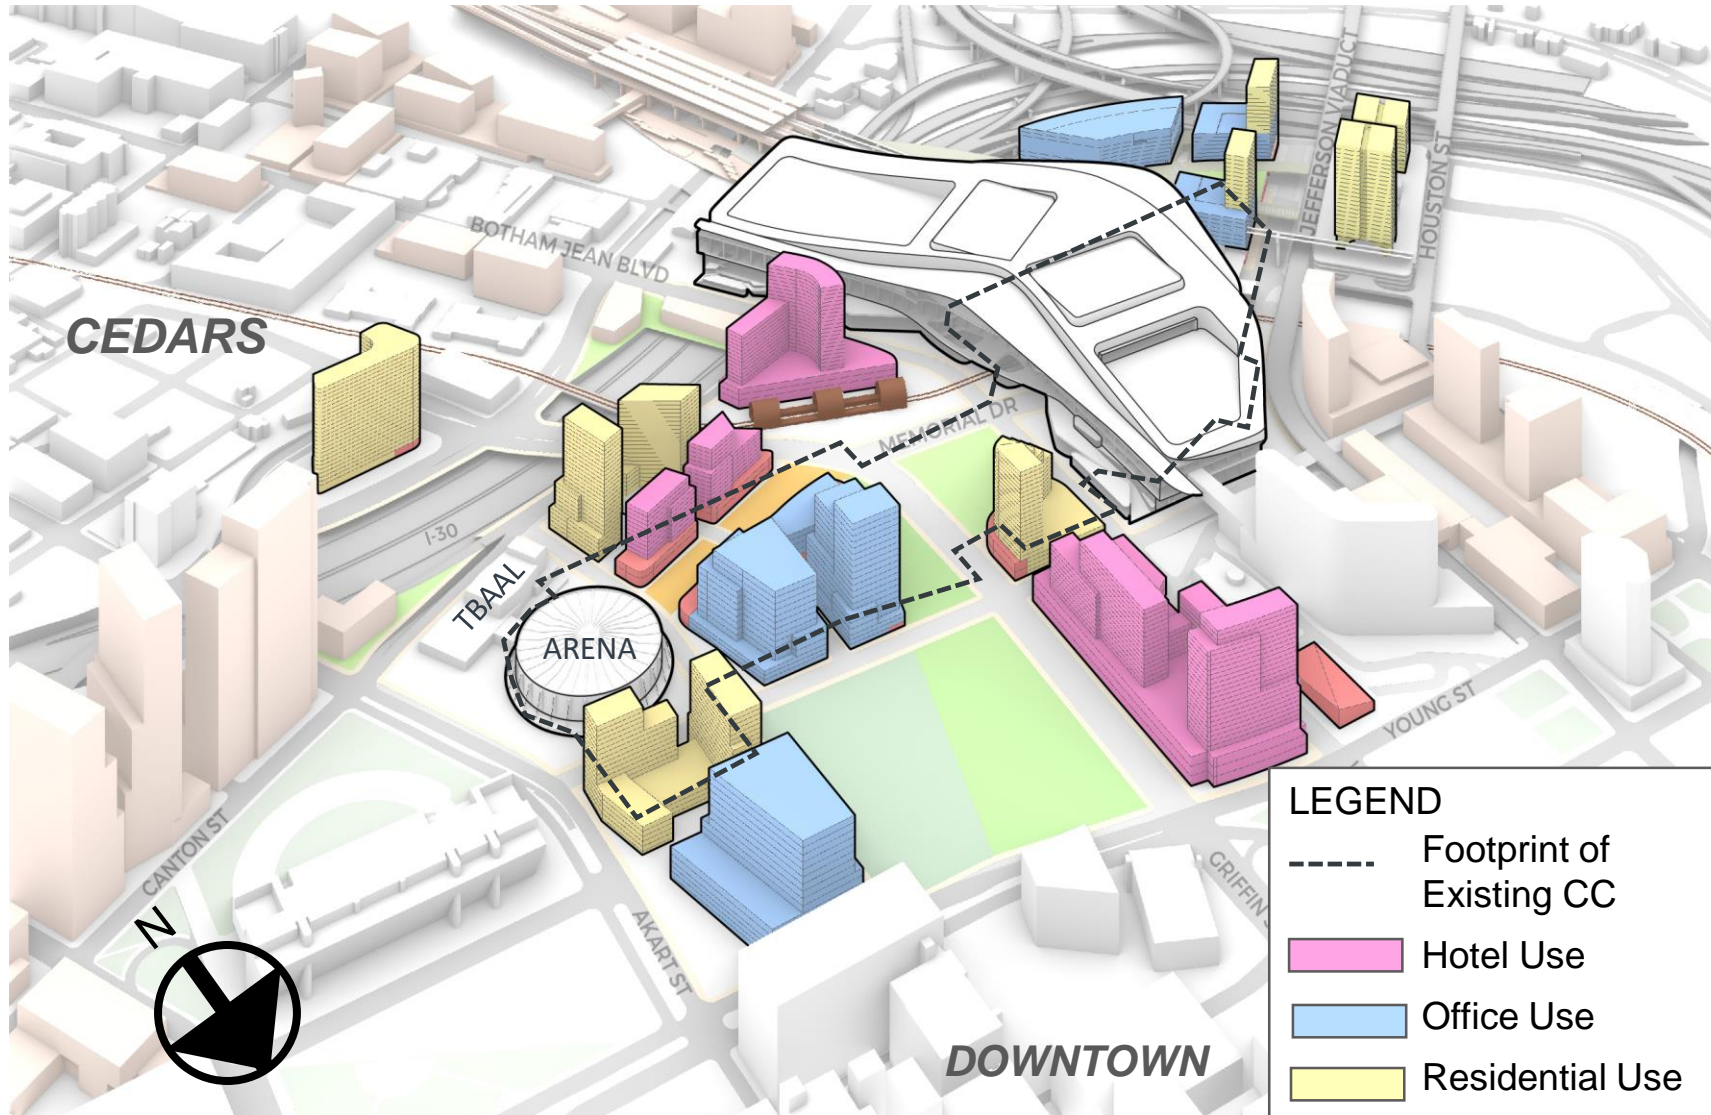 JEFFERSON VIADUCT
HOUSTON ST
BOTHAM JEAN BLVD
CEDARS
MEMORIAL DR
I-30
TBAAL
ARENA
YOUNG ST
CANTON ST
AKART ST
GRIFFIN S
N
DOWNTOWN
LEGEND
Footprint of
Existing CC
Hotel Use
Office Use
Residential Use